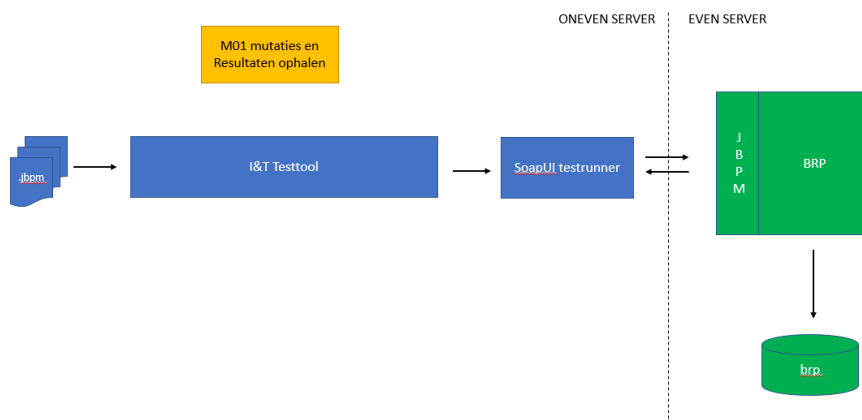 ONEVEN SERVER
EVEN SERVER
M01 mutaties en
Resultaten ophalen
.jbpm
I&T Testtool
SoapUI testrunner
J
B
P
M
BRP
brp